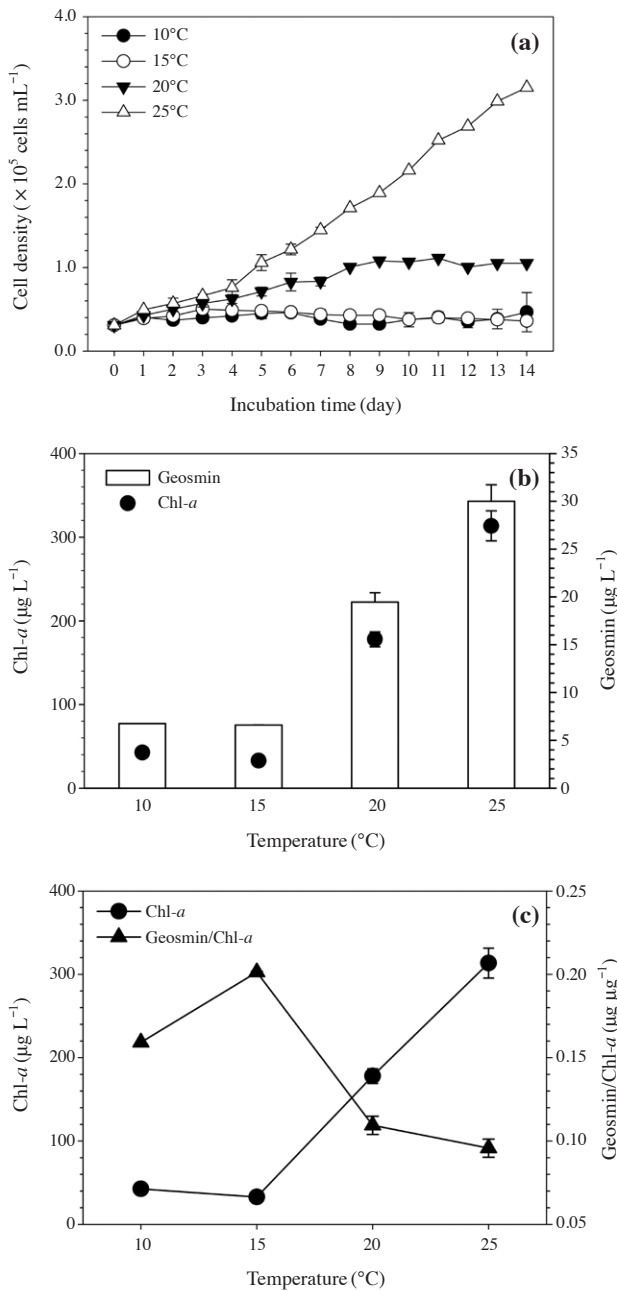 (a)
10°C
15°C
20°C
25°C
4.0
3.0
2.0
1.0
0.0
Cell density (×10⁵ cells mL⁻¹)
0 1 2 3 4 5 6 7 8 9 10 11 12 13 14
Incubation time (day)
(b)
Geosmin
Chl-a
400
300
200
100
0
Chl-a (µg L⁻¹)
35
30
25
20
15
10
5
0
Geosmin (µg L⁻¹)
10 15 20 25
Temperature (°C)
(c)
Chl-a
Geosmin/Chl-a
400
300
200
100
0
Chl-a (µg L⁻¹)
0.25
0.20
0.15
0.10
0.05
Geosmin/Chl-a (µg µg⁻¹)
10 15 20 25
Temperature (°C)